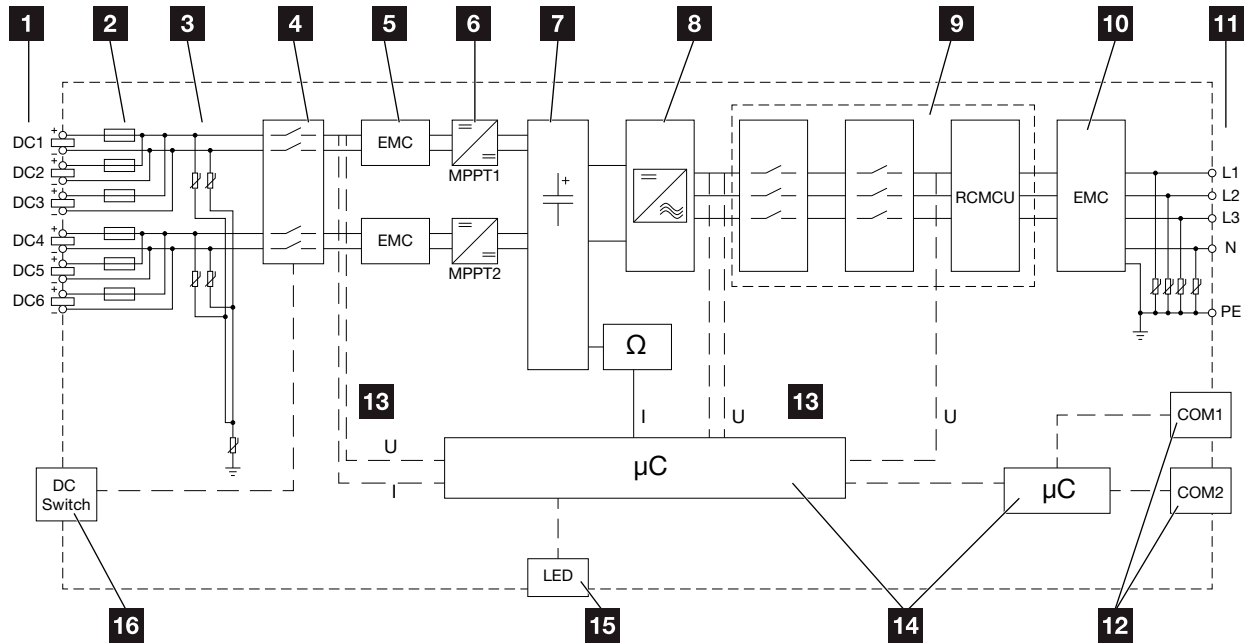 1 2 3 4 5 6 7 8 9 10 11
+
DC1
−
+
DC2
−
+
DC3
−
+
DC4
−
+
DC5
−
+
DC6
−
EMC
MPPT1
EMC
MPPT2
+
RCMCU
EMC
L1
L2
L3
N
PE
Ω
13
13
U
I
I
U
U
µC
µC
COM1
COM2
DC
Switch
LED
16
15
14
12